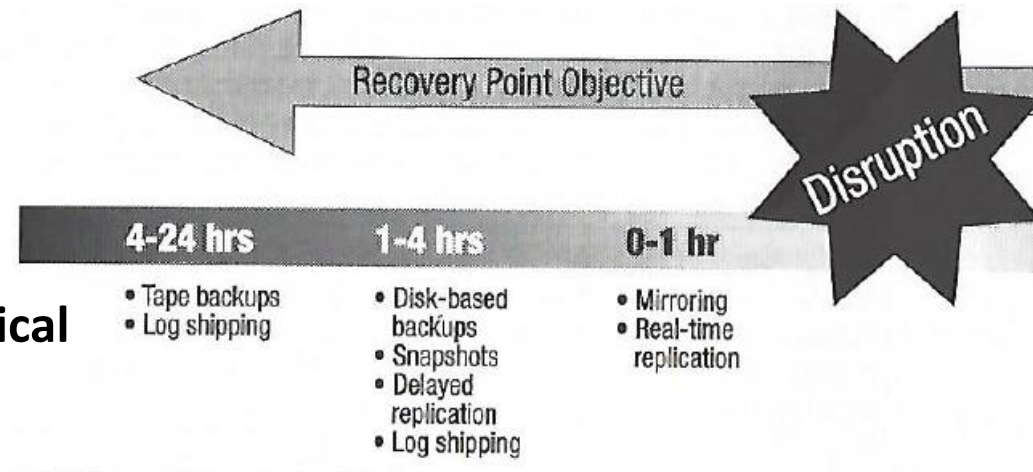 Recovery Point Objective
Disruption
4-24 hrs
1-4 hrs
0-1 hr
• Tape backups
• Log shipping
• Disk-based
backups
• Snapshots
• Delayed
replication
• Log shipping
• Mirroring
• Real-time
replication
ical